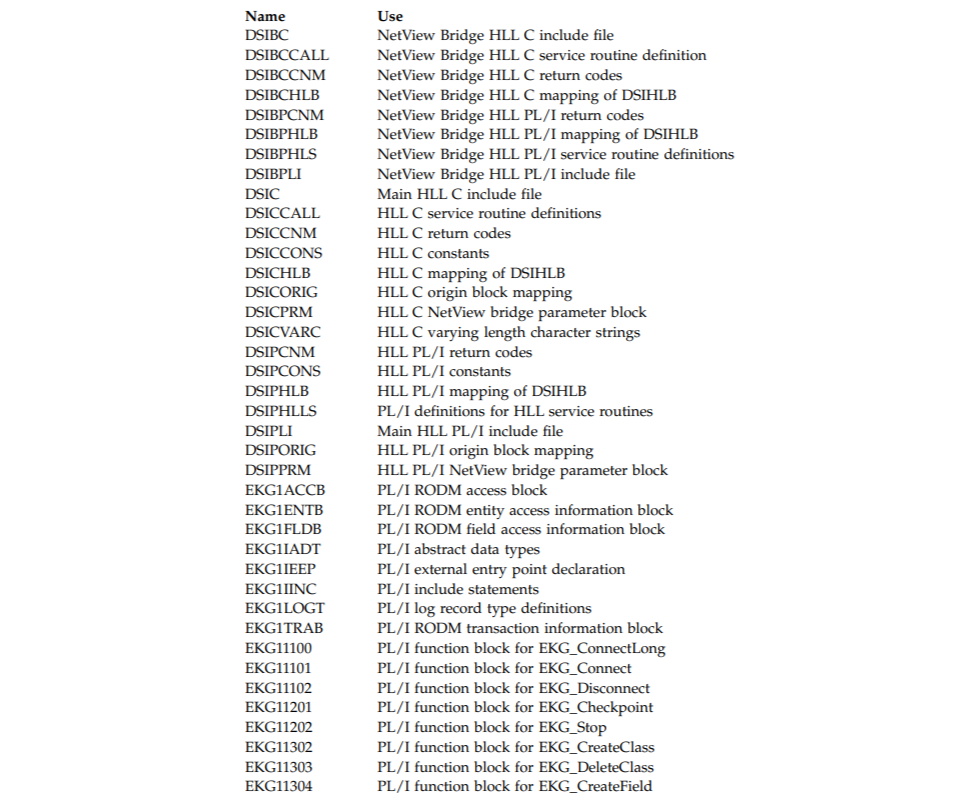 Name Use
DSIBC NetView Bridge HLL C include file
DSIBCCALL NetView Bridge HLL C service routine definition
DSIBCCNM NetView Bridge HLL C return codes
DSIBCHLB NetView Bridge HLL C mapping of DSIHLB
DSIBPCNM NetView Bridge HLL PL/I return codes
DSIBPHLB NetView Bridge HLL PL/I mapping of DSIHLB
DSIBPHLS NetView Bridge HLL PL/I service routine definitions
DSIBPLI NetView Bridge HLL PL/I include file
DSIC Main HLL C include file
DSICCALL HLL C service routine definitions
DSICCNM HLL C return codes
DSICCONS HLL C constants
DSICHLB HLL C mapping of DSIHLB
DSICORIG HLL C origin block mapping
DSICPRM HLL C NetView bridge parameter block
DSICVARC HLL C varying length character strings
DSIPCNM HLL PL/I return codes
DSIPCONS HLL PL/I constants
DSIPHLB HLL PL/I mapping of DSIHLB
DSIPHLLS PL/I definitions for HLL service routines
DSIPLI Main HLL PL/I include file
DSIPORIG HLL PL/I origin block mapping
DSIPPRM HLL PL/I NetView bridge parameter block
EKG1ACCB PL/I RODM access block
EKG1ENTB PL/I RODM entity access information block
EKG1FLDB PL/I RODM field access information block
EKG1IADT PL/I abstract data types
EKG1IEEP PL/I external entry point declaration
EKG1IINC PL/I include statements
EKG1LOGT PL/I log record type definitions
EKG1TRAB PL/I RODM transaction information block
EKG11100 PL/I function block for EKG_ConnectLong
EKG11101 PL/I function block for EKG_Connect
EKG11102 PL/I function block for EKG_Disconnect
EKG11201 PL/I function block for EKG_Checkpoint
EKG11202 PL/I function block for EKG_Stop
EKG11302 PL/I function block for EKG_CreateClass
EKG11303 PL/I function block for EKG_DeleteClass
EKG11304 PL/I function block for EKG_CreateField